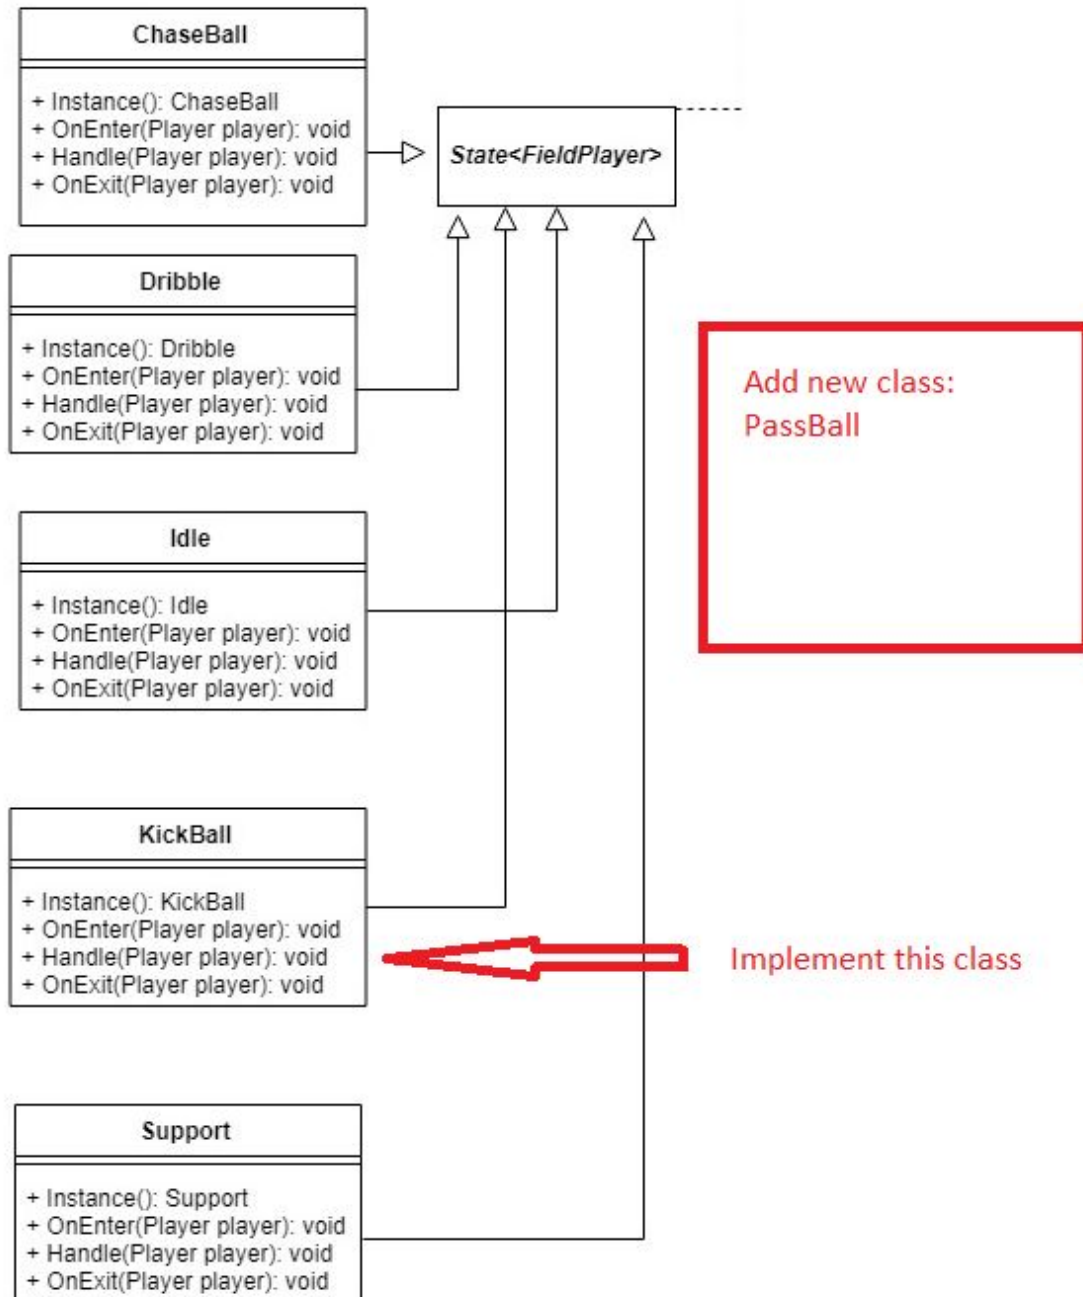 ChaseBall
+ Instance(): ChaseBall
+ OnEnter(Player player): void
+ Handle(Player player): void
+ OnExit(Player player): void
State<FieldPlayer>
Dribble
+ Instance(): Dribble
+ OnEnter(Player player): void
+ Handle(Player player): void
+ OnExit(Player player): void
Add new class:
PassBall
Idle
+ Instance(): Idle
+ OnEnter(Player player): void
+ Handle(Player player): void
+ OnExit(Player player): void
KickBall
+ Instance(): KickBall
+ OnEnter(Player player): void
+ Handle(Player player): void
+ OnExit(Player player): void
Implement this class
Support
+ Instance(): Support
+ OnEnter(Player player): void
+ Handle(Player player): void
+ OnExit(Player player): void